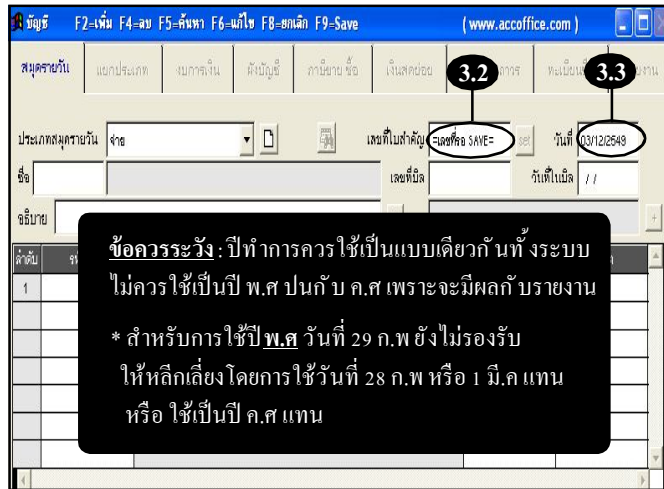 บัญชี F2=เพิ่ม F4=ลบ F5=ค้นหา F6=แก้ไข F8=ยกเลิก F9=Save ( www.accoffice.com )
สมุดรายวัน แยกประเภท งบการเงิน ผังบัญชี ภาษีขาย ซื้อ เงินสดย่อย 3.2 3.3
ประเภทสมุดรายวัน จ่าย เลขที่ใบสำคัญ =เลขที่รอ SAVE= set วันที่ 03/12/2549
ชื่อ เลขที่บิล วันที่ในบิล / /
อธิบาย +
ลำดับ
1
ข้อควรระวัง : ปีทำการควรใช้เป็นแบบเดียวกันทั้งระบบ
ไม่ควรใช้เป็นปี พ.ศ ปนกับ ค.ศ เพราะจะมีผลกับรายงาน
* สำหรับการใช้ปี พ.ศ วันที่ 29 ก.พ ยังไม่รองรับ
ให้หลีกเลี่ยงโดยการใช้วันที่ 28 ก.พ หรือ 1 มี.ค แทน
หรือ ใช้เป็นปี ค.ศ แทน